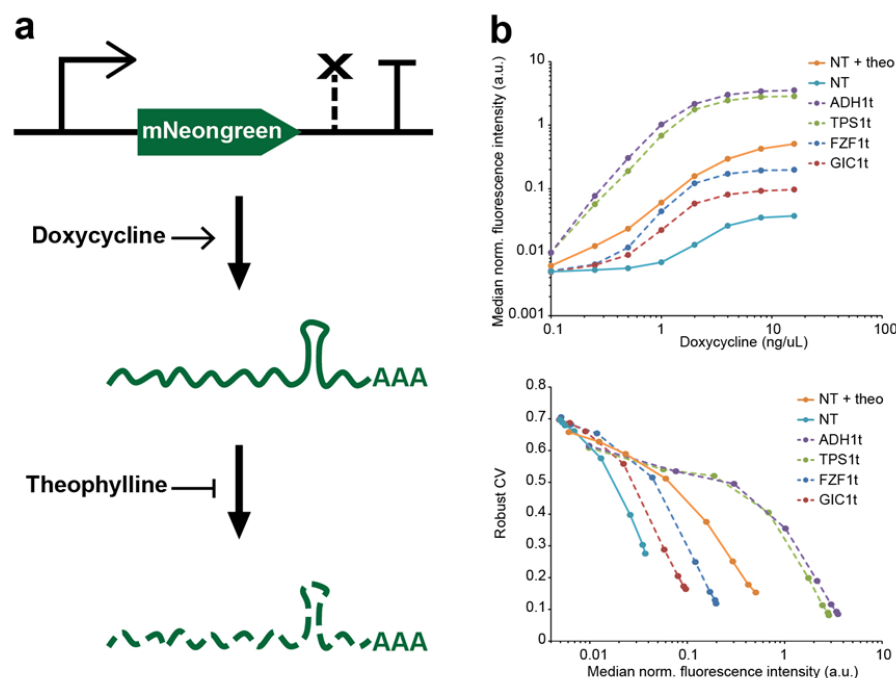 a
X
mNeongreen
Doxycycline
AAA
Theophylline
AAA
b
Median norm. fluorescence intensity (a.u.)
10
1
0.1
0.01
0.001
0.1
1
10
100
Doxycycline (ng/uL)
NT + theo
NT
ADH1t
TPS1t
FZF1t
GIC1t
Robust CV
0.8
0.7
0.6
0.5
0.4
0.3
0.2
0.1
0
0.01
0.1
1
10
Median norm. fluorescence intensity (a.u.)
NT + theo
NT
ADH1t
TPS1t
FZF1t
GIC1t